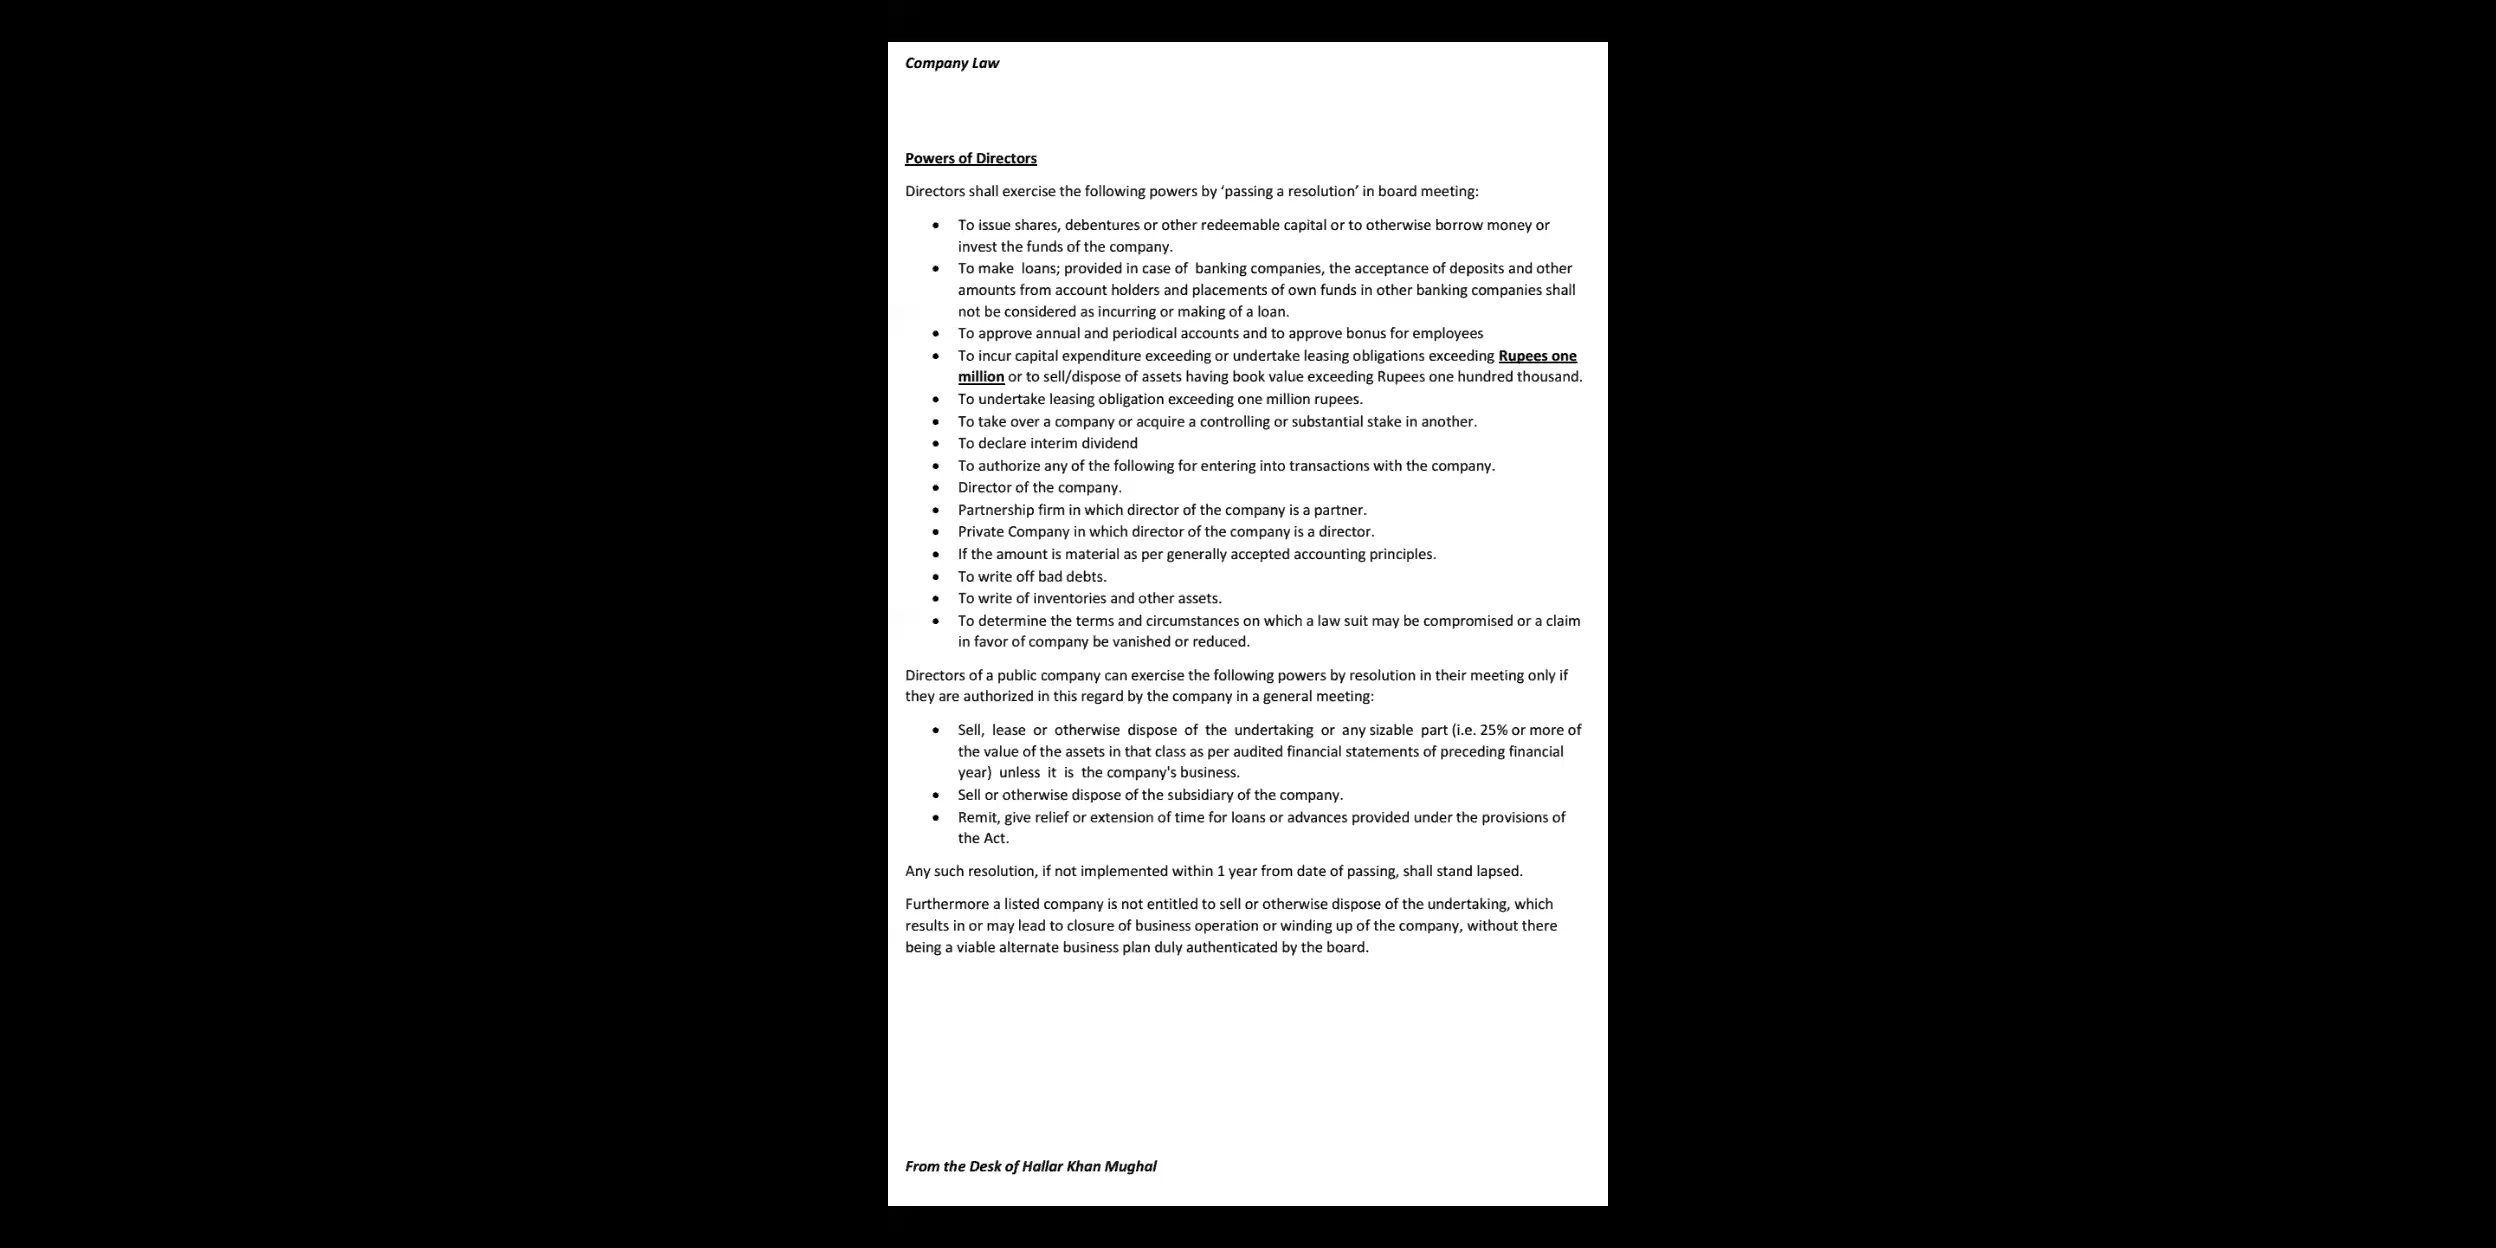 Company Law
Powers of Directors
Directors shall exercise the following powers by ‘passing a resolution’ in board meeting:
• To issue shares, debentures or other redeemable capital or to otherwise borrow money or
invest the funds of the company.
• To make loans; provided in case of banking companies, the acceptance of deposits and other
amounts from account holders and placements of own funds in other banking companies shall
not be considered as incurring or making of a loan.
• To approve annual and periodical accounts and to approve bonus for employees
• To incur capital expenditure exceeding or undertake leasing obligations exceeding Rupees one
million or to sell/dispose of assets having book value exceeding Rupees one hundred thousand.
• To undertake leasing obligation exceeding one million rupees.
• To take over a company or acquire a controlling or substantial stake in another.
• To declare interim dividend
• To authorize any of the following for entering into transactions with the company.
• Director of the company.
• Partnership firm in which director of the company is a partner.
• Private Company in which director of the company is a director.
• If the amount is material as per generally accepted accounting principles.
• To write off bad debts.
• To write of inventories and other assets.
• To determine the terms and circumstances on which a law suit may be compromised or a claim
in favor of company be vanished or reduced.
Directors of a public company can exercise the following powers by resolution in their meeting only if
they are authorized in this regard by the company in a general meeting:
• Sell, lease or otherwise dispose of the undertaking or any sizable part (i.e. 25% or more of
the value of the assets in that class as per audited financial statements of preceding financial
year) unless it is the company's business.
• Sell or otherwise dispose of the subsidiary of the company.
• Remit, give relief or extension of time for loans or advances provided under the provisions of
the Act.
Any such resolution, if not implemented within 1 year from date of passing, shall stand lapsed.
Furthermore a listed company is not entitled to sell or otherwise dispose of the undertaking, which
results in or may lead to closure of business operation or winding up of the company, without there
being a viable alternate business plan duly authenticated by the board.
From the Desk of Hallar Khan Mughal